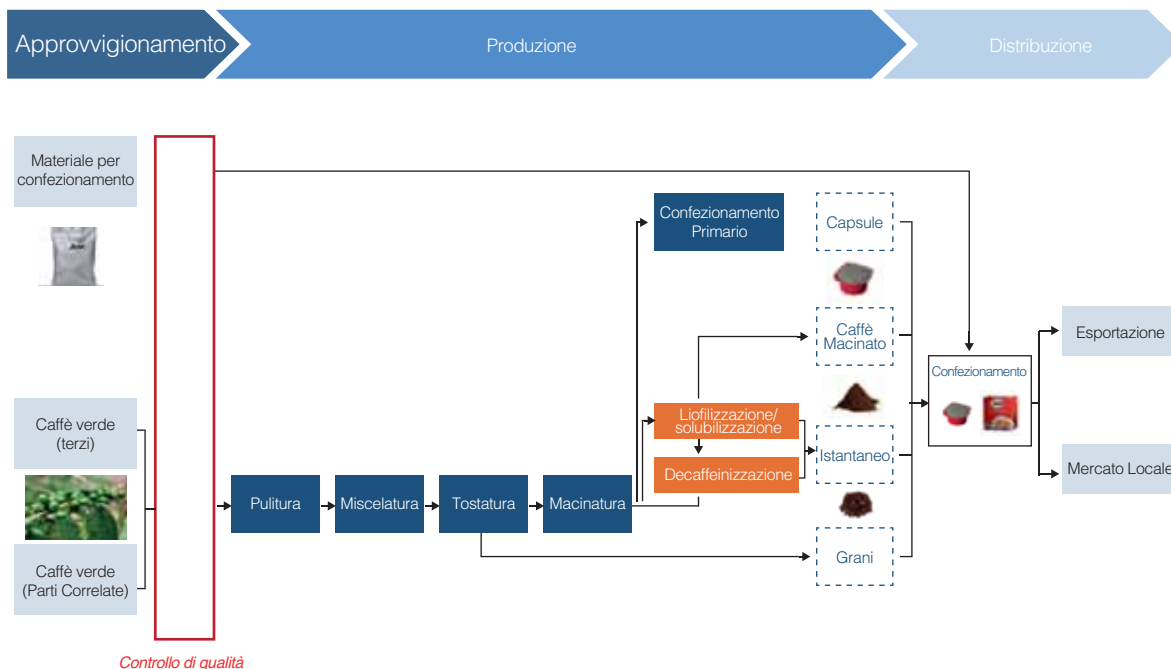 Approvvigionamento
Produzione
Distribuzione
Materiale per
confezionamento
Confezionamento
Primario
Capsule
Caffè
Macinato
Esportazione
Confezionamento
Caffè verde
(terzi)
Liofilizzazione/
solubilizzazione
Istantaneo
Decaffeinizzazione
Mercato Locale
Pulitura
Miscelatura
Tostatura
Macinatura
Grani
Caffè verde
(Parti Correlate)
Controllo di qualità